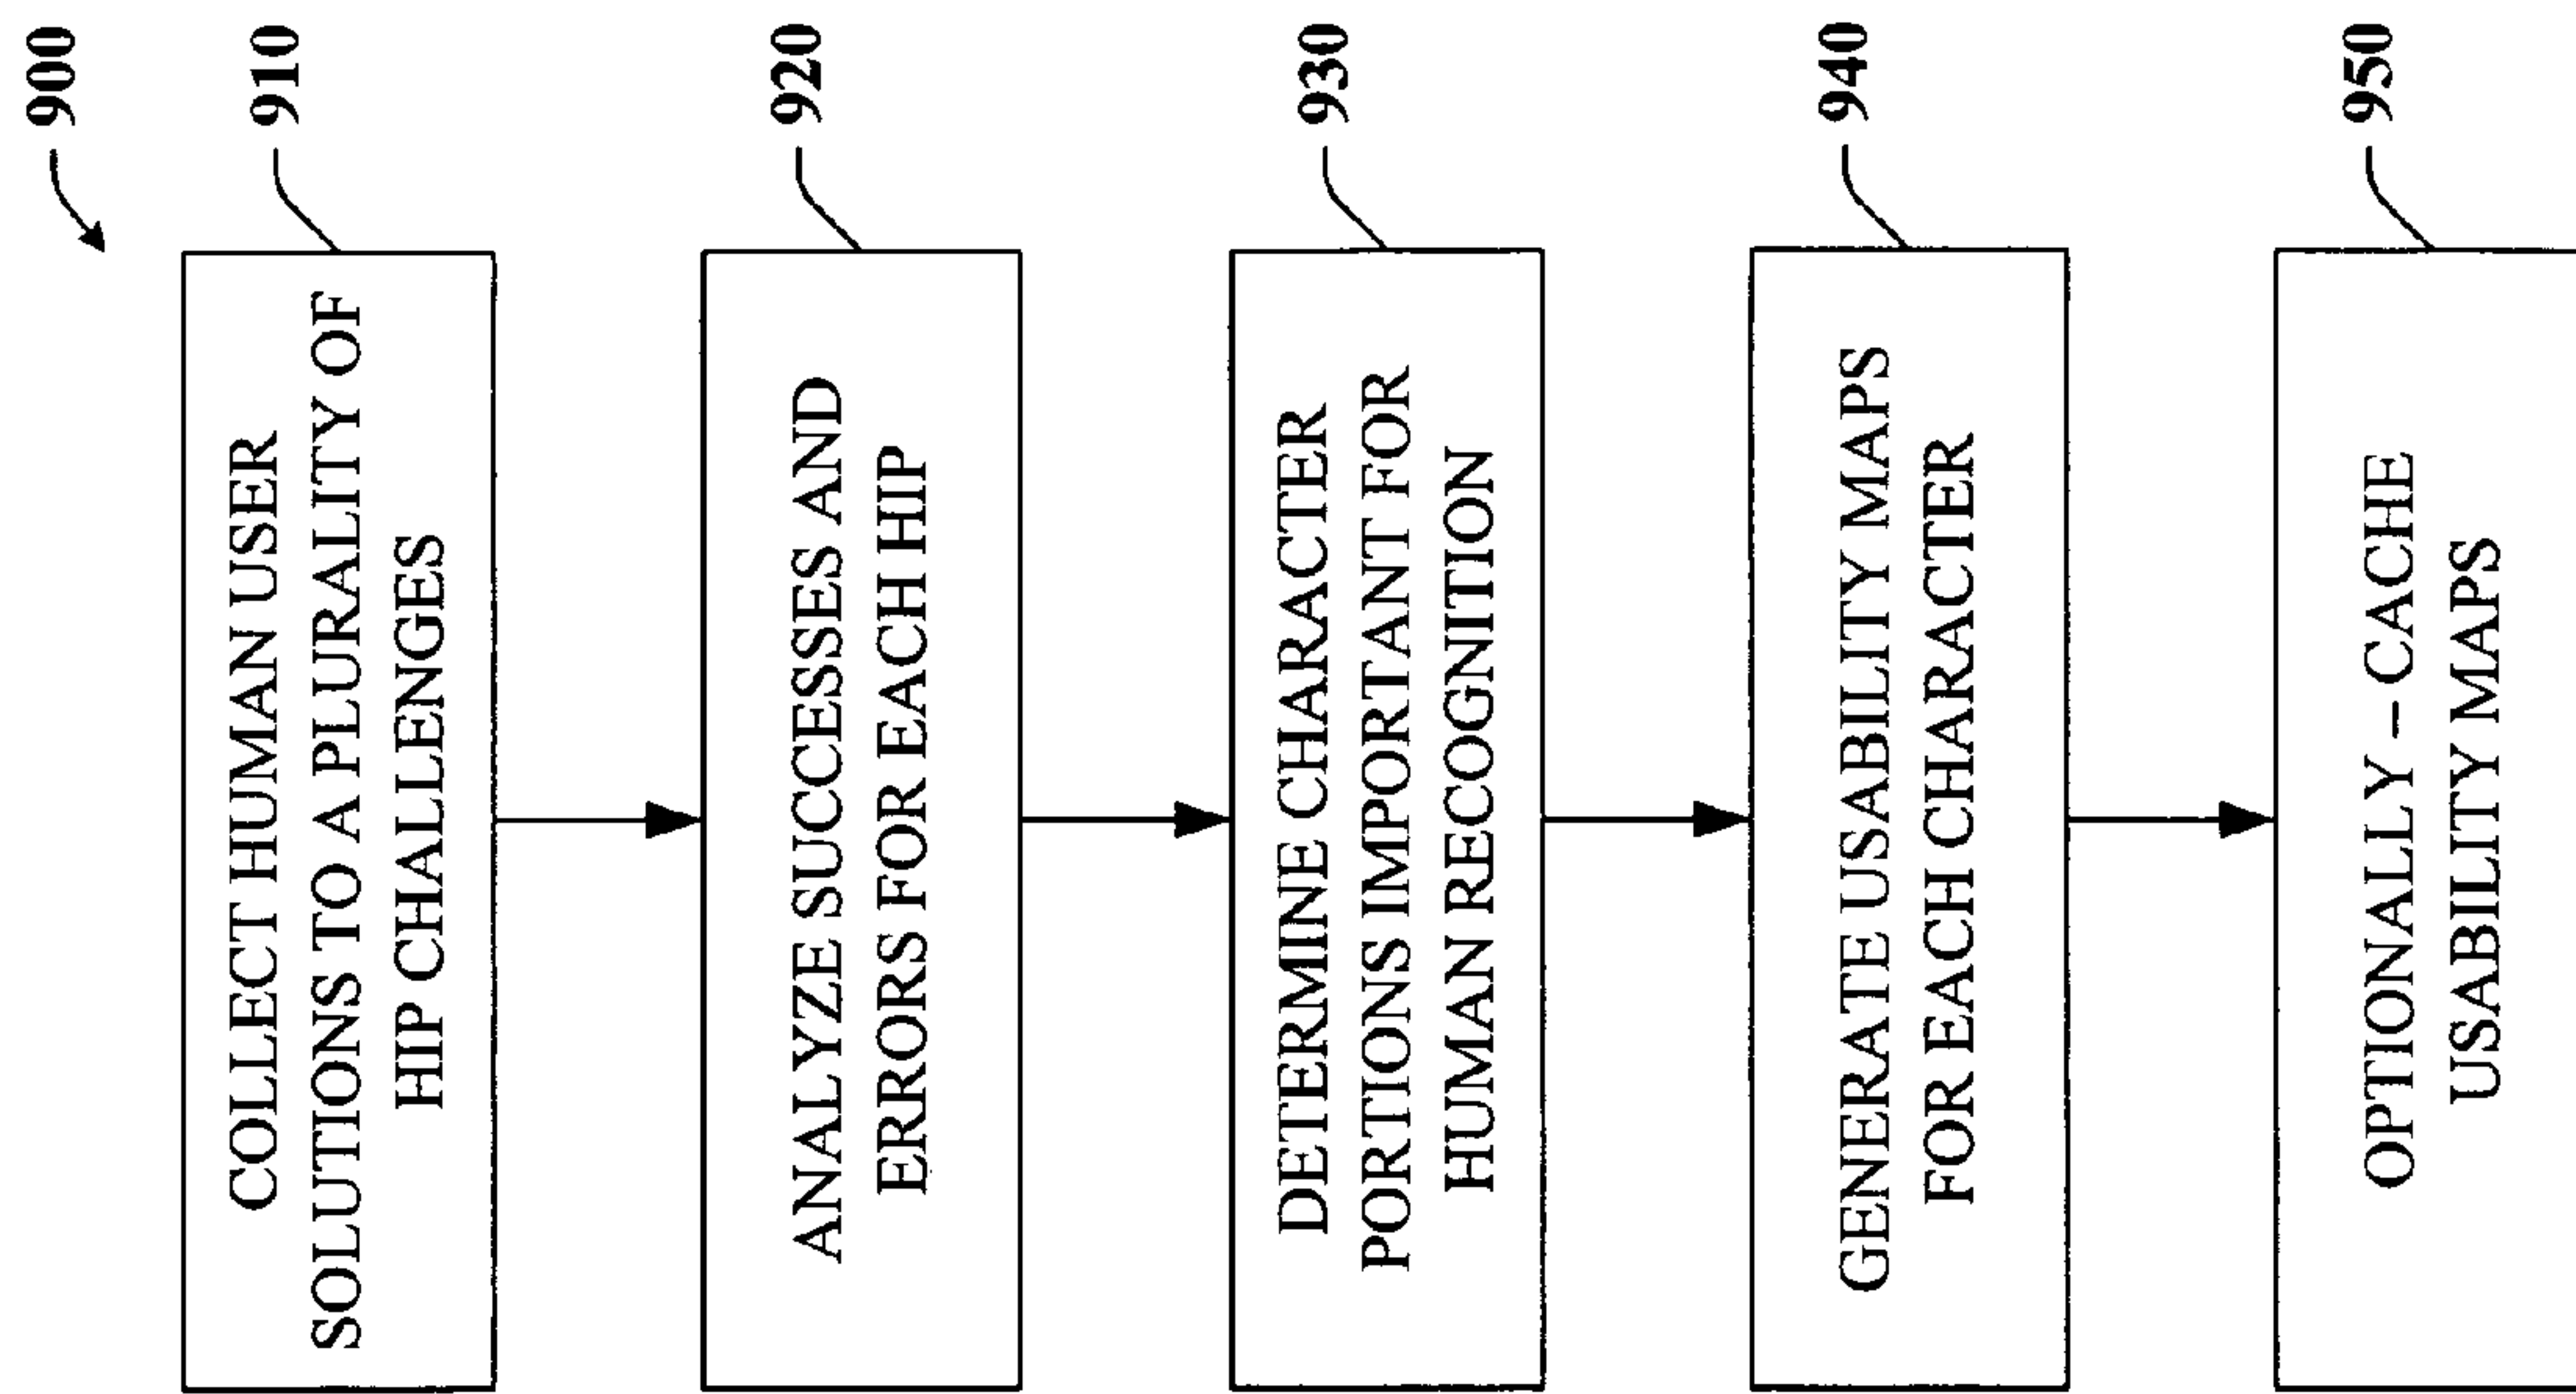 900
910
COLLECT HUMAN USER
SOLUTIONS TO A PLURALITY OF
HIP CHALLENGES
920
ANALYZE SUCCESSES AND
ERRORS FOR EACH HIP
930
DETERMINE CHARACTER
PORTIONS IMPORTANT FOR
HUMAN RECOGNITION
940
GENERATE USABILITY MAPS
FOR EACH CHARACTER
950
OPTIONALLY – CACHE
USABILITY MAPS